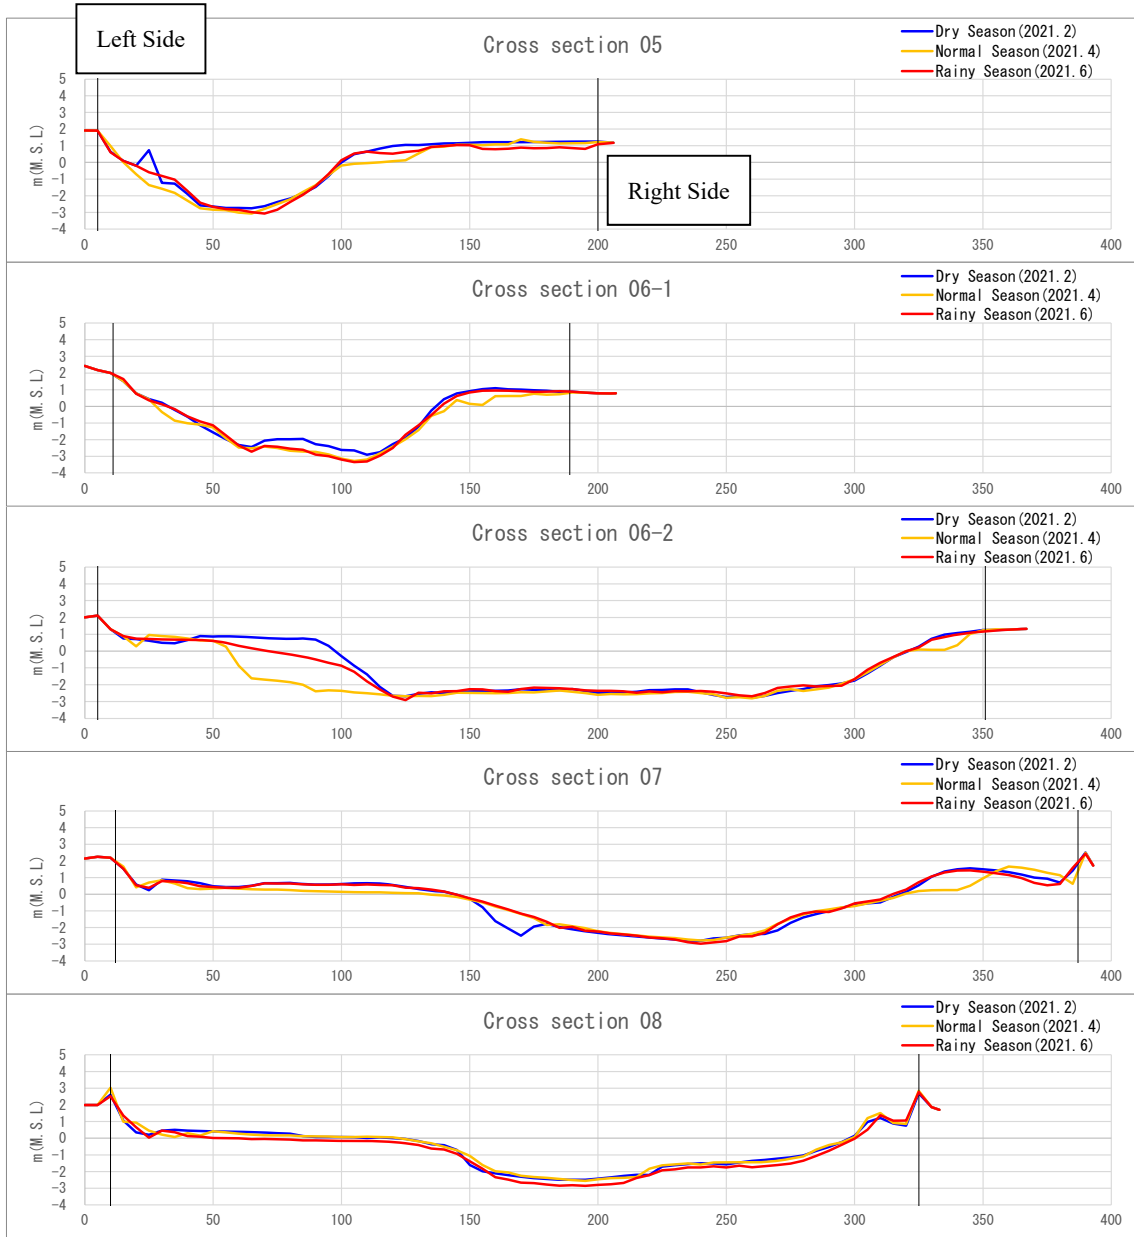 Left Side
Cross section 05
Dry Season(2021.2)
Normal Season(2021.4)
Rainy Season(2021.6)
m(M.S.L)
5
4
3
2
1
0
-1
-2
-3
-4
0 50 100 150 200 250 300 350 400
Right Side
Cross section 06-1
Dry Season(2021.2)
Normal Season(2021.4)
Rainy Season(2021.6)
m(M.S.L)
5
4
3
2
1
0
-1
-2
-3
-4
0 50 100 150 200 250 300 350 400
Cross section 06-2
Dry Season(2021.2)
Normal Season(2021.4)
Rainy Season(2021.6)
m(M.S.L)
5
4
3
2
1
0
-1
-2
-3
-4
0 50 100 150 200 250 300 350 400
Cross section 07
Dry Season(2021.2)
Normal Season(2021.4)
Rainy Season(2021.6)
m(M.S.L)
5
4
3
2
1
0
-1
-2
-3
-4
0 50 100 150 200 250 300 350 400
Cross section 08
Dry Season(2021.2)
Normal Season(2021.4)
Rainy Season(2021.6)
m(M.S.L)
5
4
3
2
1
0
-1
-2
-3
-4
0 50 100 150 200 250 300 350 400